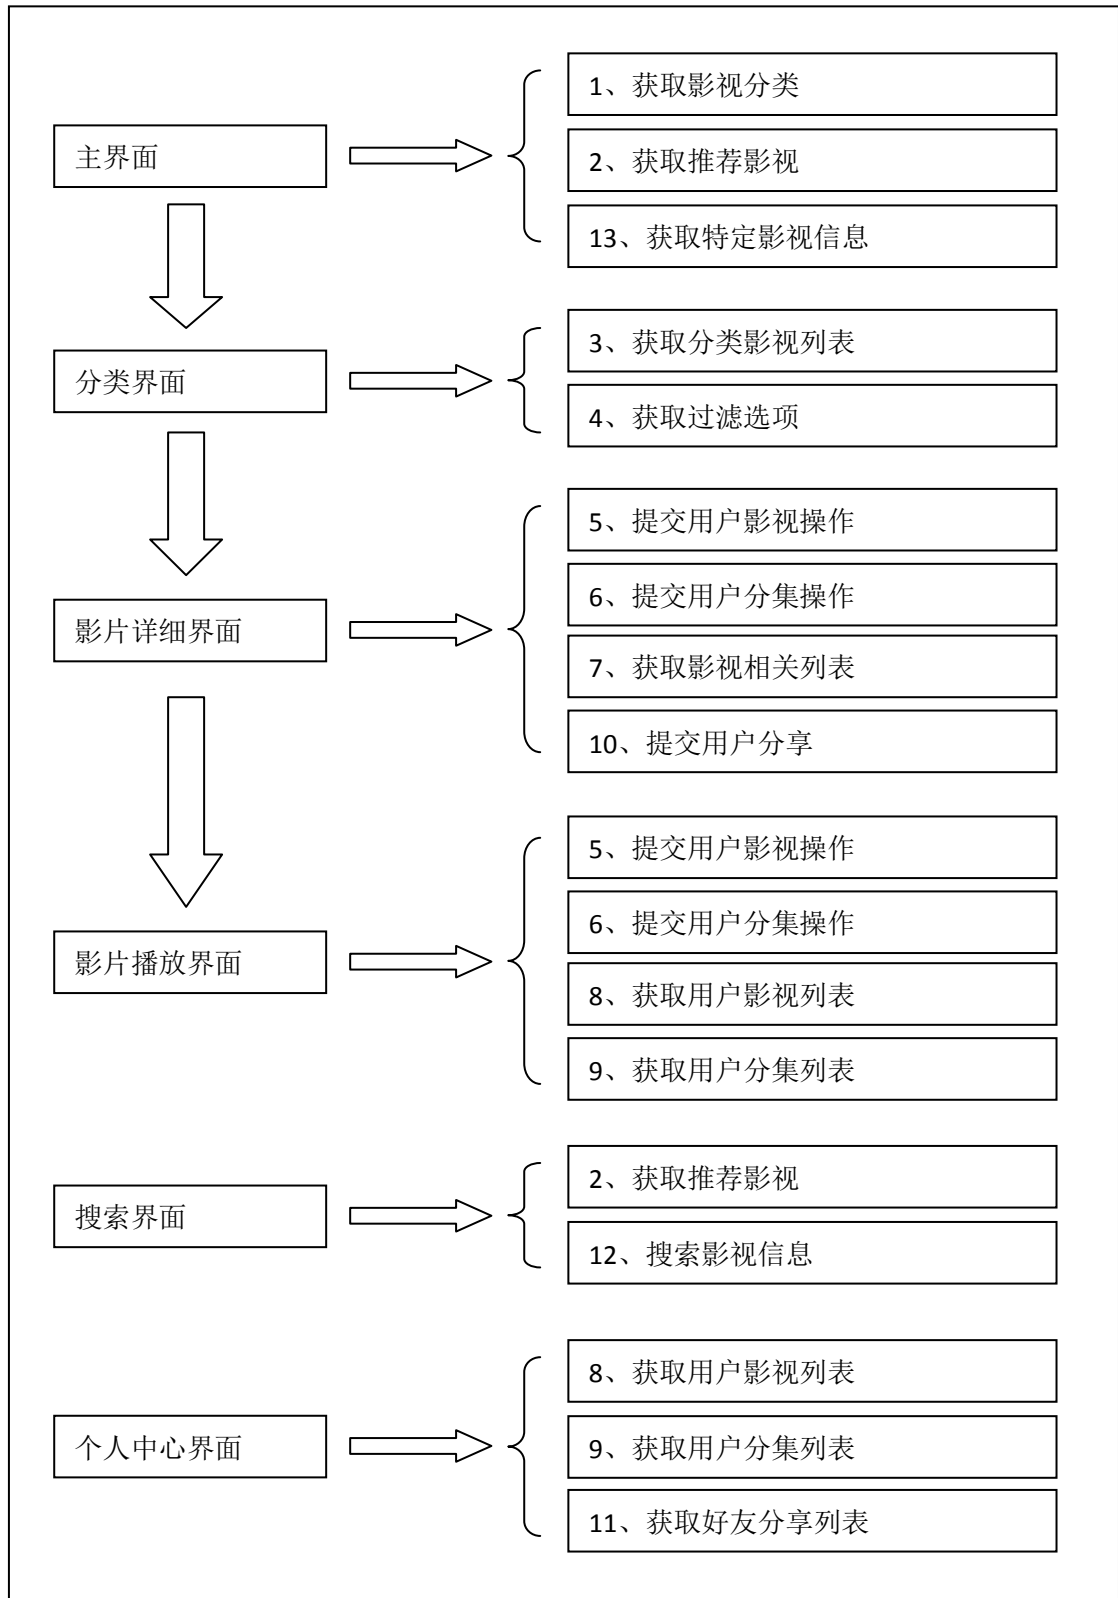 主界面
1、获取影视分类
2、获取推荐影视
13、获取特定影视信息
分类界面
3、获取分类影视列表
4、获取过滤选项
影片详细界面
5、提交用户影视操作
6、提交用户分集操作
7、获取影视相关列表
10、提交用户分享
影片播放界面
5、提交用户影视操作
6、提交用户分集操作
8、获取用户影视列表
9、获取用户分集列表
搜索界面
2、获取推荐影视
12、搜索影视信息
个人中心界面
8、获取用户影视列表
9、获取用户分集列表
11、获取好友分享列表